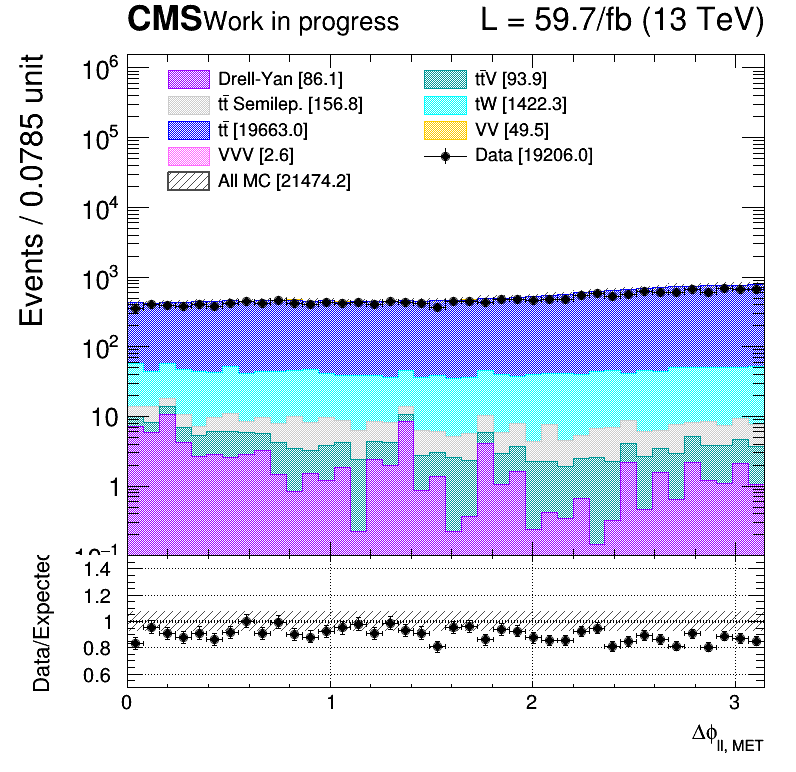 CMS Work in progress L = 59.7/fb (13 TeV)
Events / 0.0785 unit
10⁶
10⁵
10⁴
10³
10²
10
1
10⁻¹
Drell-Yan [86.1]
tt̄ Semilep. [156.8]
tt̄ [19663.0]
VVV [2.6]
All MC [21474.2]
tt̄V [93.9]
tW [1422.3]
VV [49.5]
Data [19206.0]
Data/Expected
1.4
1.2
1
0.8
0.6
0 1 2 3
Δϕll, MET